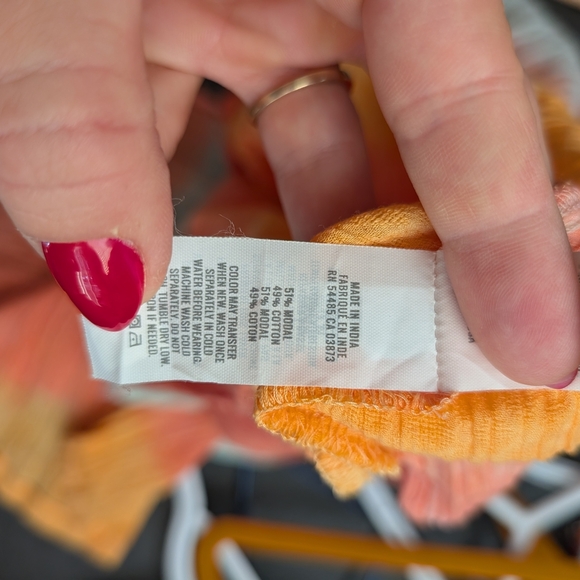 MADE IN INDIA
FABRIQUÉ EN INDE
RN 54485 CA 03873
51% MODAL
49% COTTON
51% MODAL
49% COTTON
COLOR MAY TRANSFER
WHEN NEW. WASH ONCE
SEPARATELY IN COLD
WATER BEFORE WEARING.
MACHINE WASH COLD
SEPARATELY. DO NOT
TUMBLE DRY LOW.
N IF NEEDED.
M